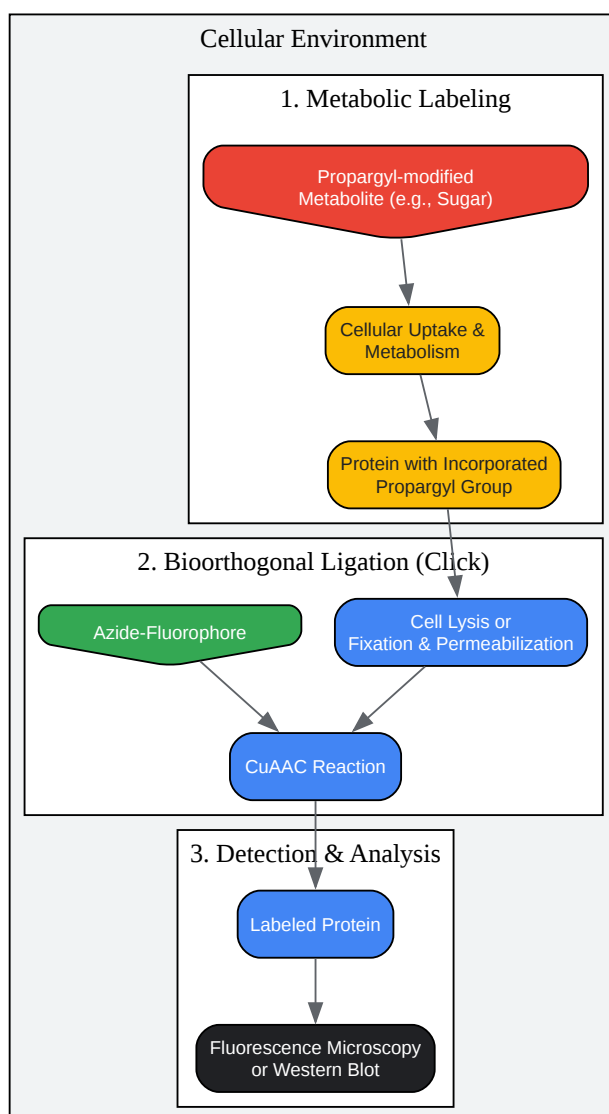 Cellular Environment
1. Metabolic Labeling
Propargyl-modified
Metabolite (e.g., Sugar)
Cellular Uptake &
Metabolism
Protein with Incorporated
Propargyl Group
2. Bioorthogonal Ligation (Click)
Azide-Fluorophore
Cell Lysis or
Fixation & Permeabilization
CuAAC Reaction
3. Detection & Analysis
Labeled Protein
Fluorescence Microscopy
or Western Blot